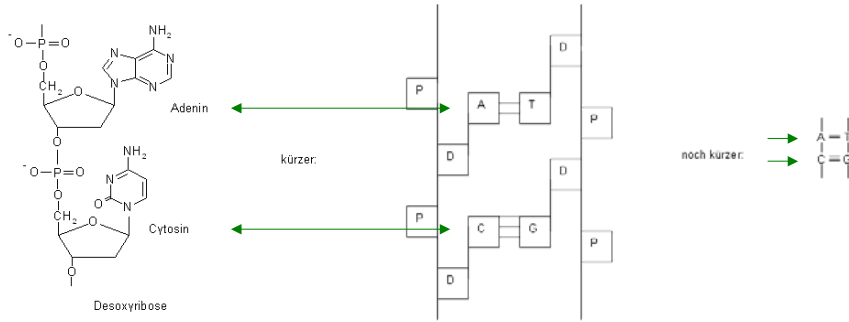 ⁻O P O
NH₂
O
N
N
N
N
CH₂
O
Adenin
O
⁻O P O
NH₂
O
N
O
N
CH₂
O
Cytosin
O
Desoxyribose
kürzer:
D
P
A
T
P
D
D
P
C
G
P
D
noch kürzer:
A = T
C = G